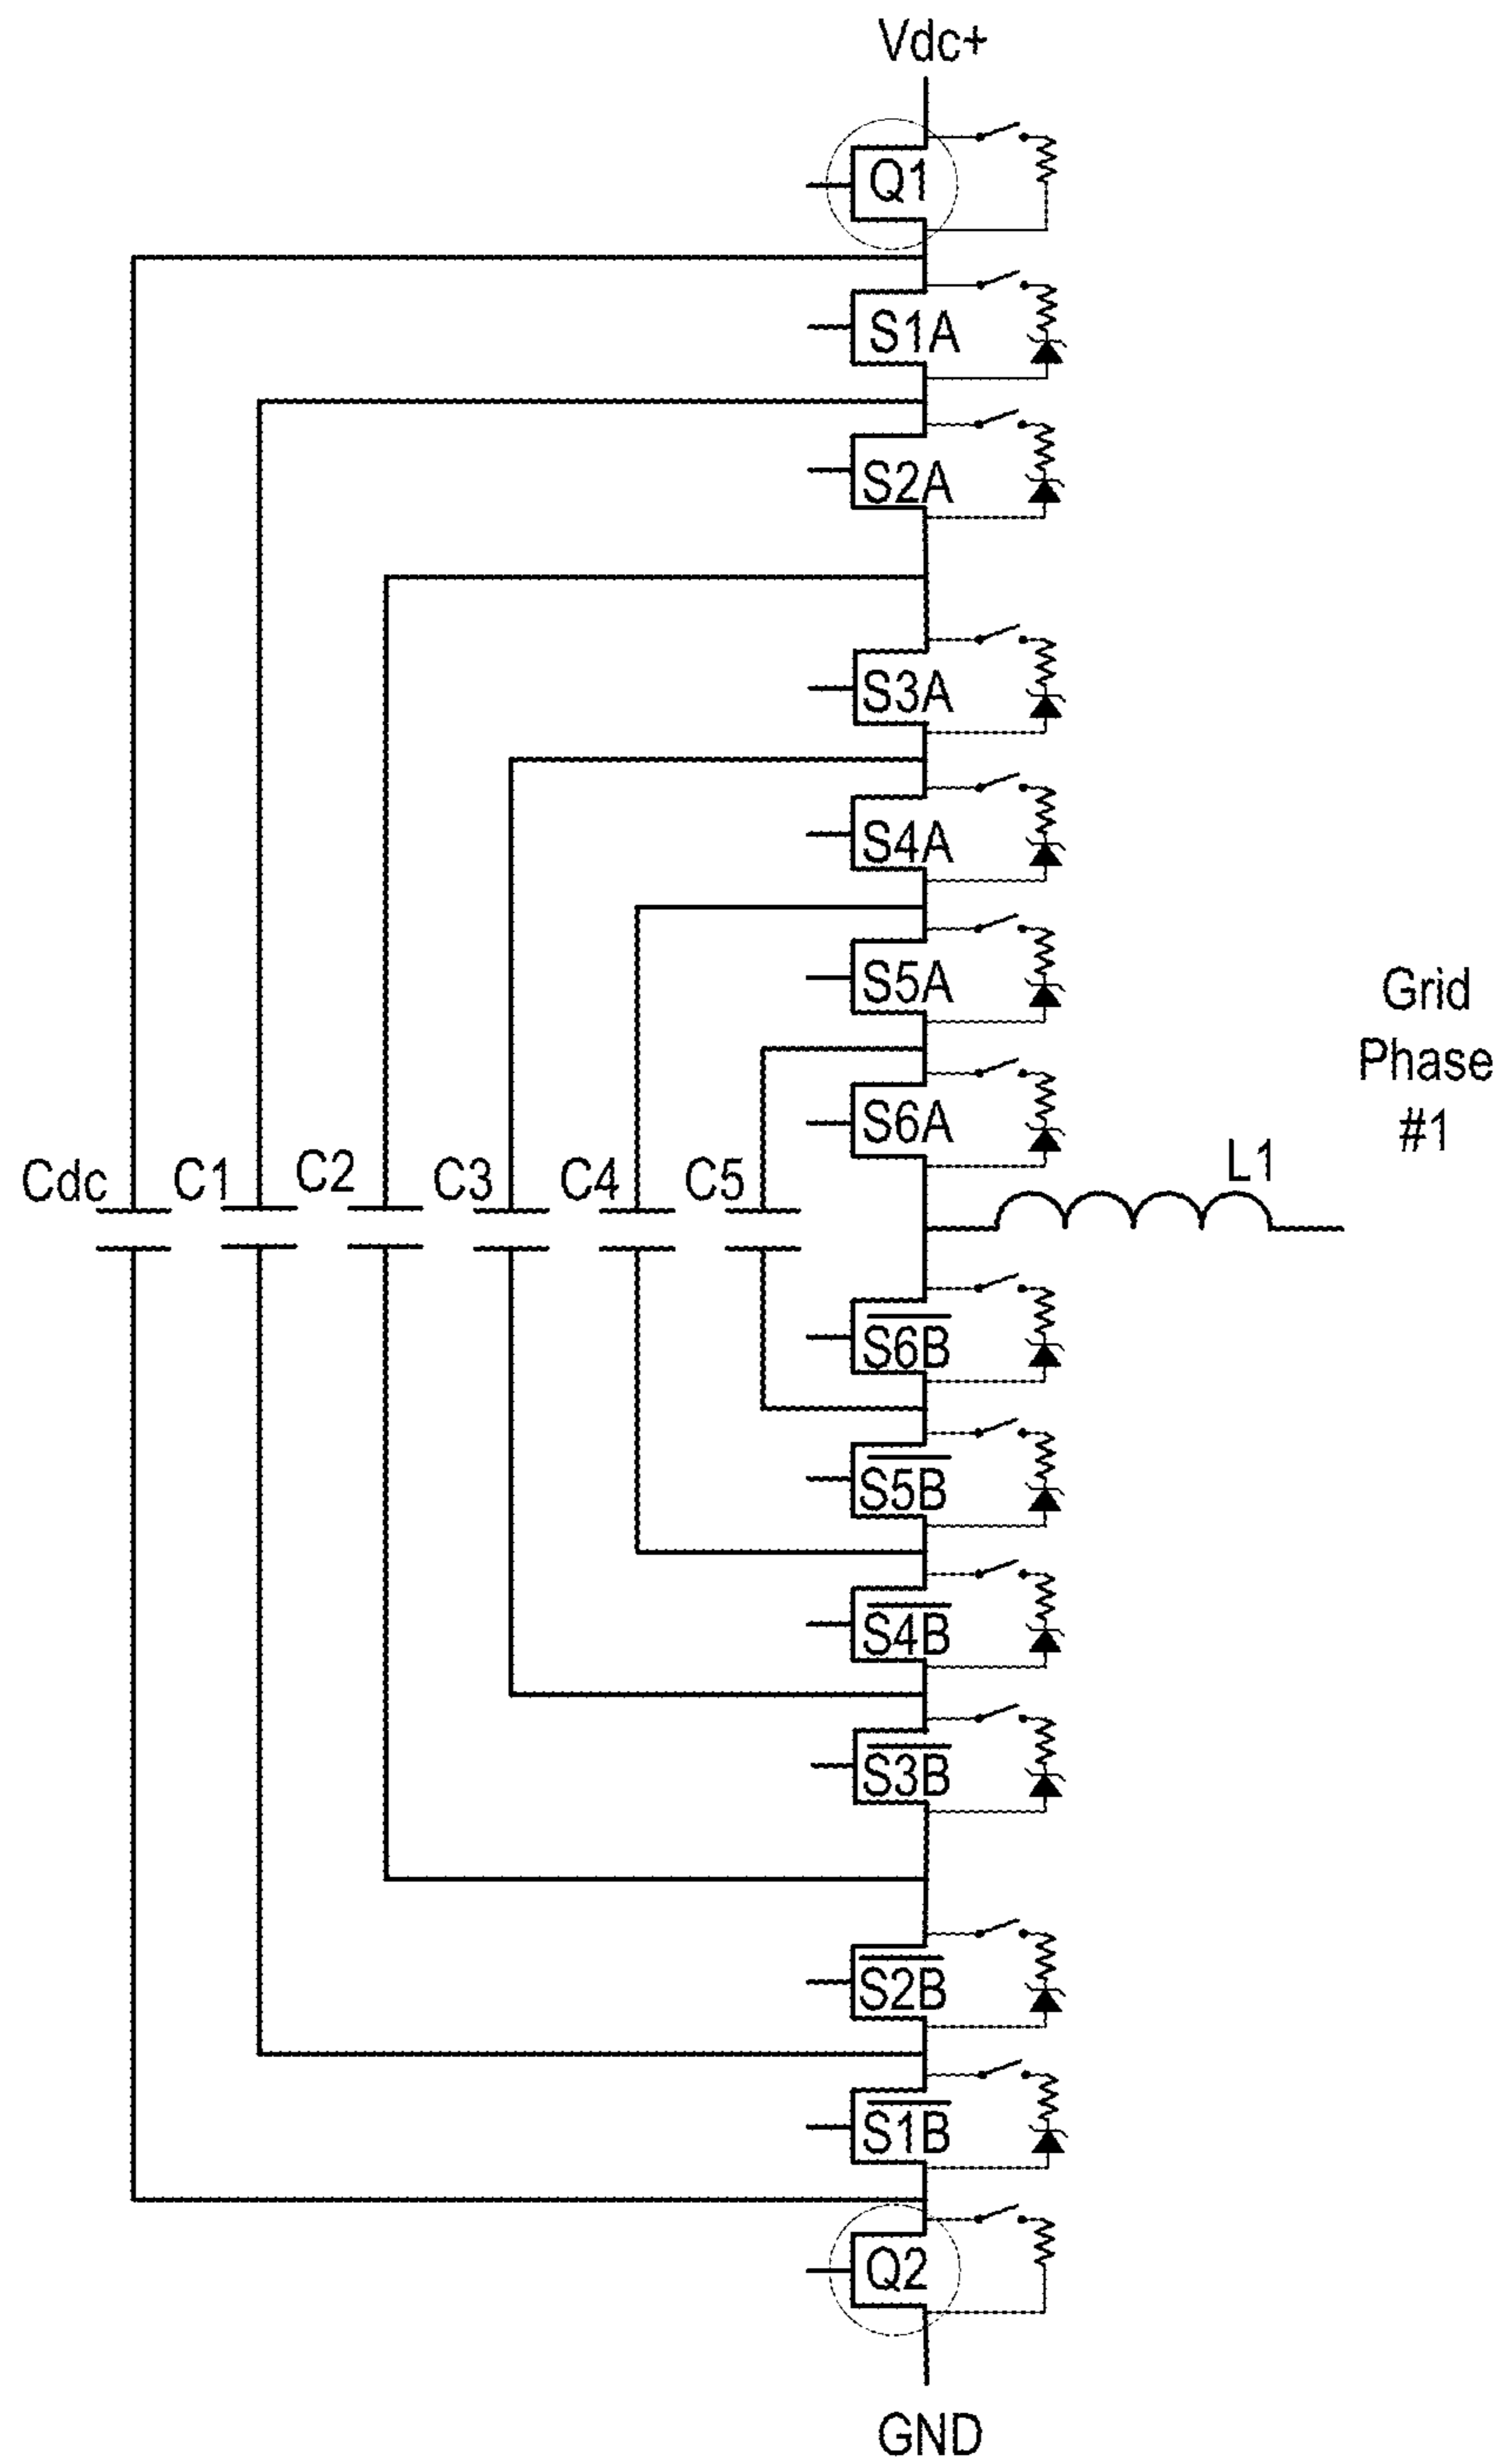 Vdc+
Q1
S1A
S2A
S3A
S4A
S5A
Grid
Phase
#1
S6A
Cdc
C1
C2
C3
C4
C5
L1
S6B
S5B
S4B
S3B
S2B
S1B
Q2
GND